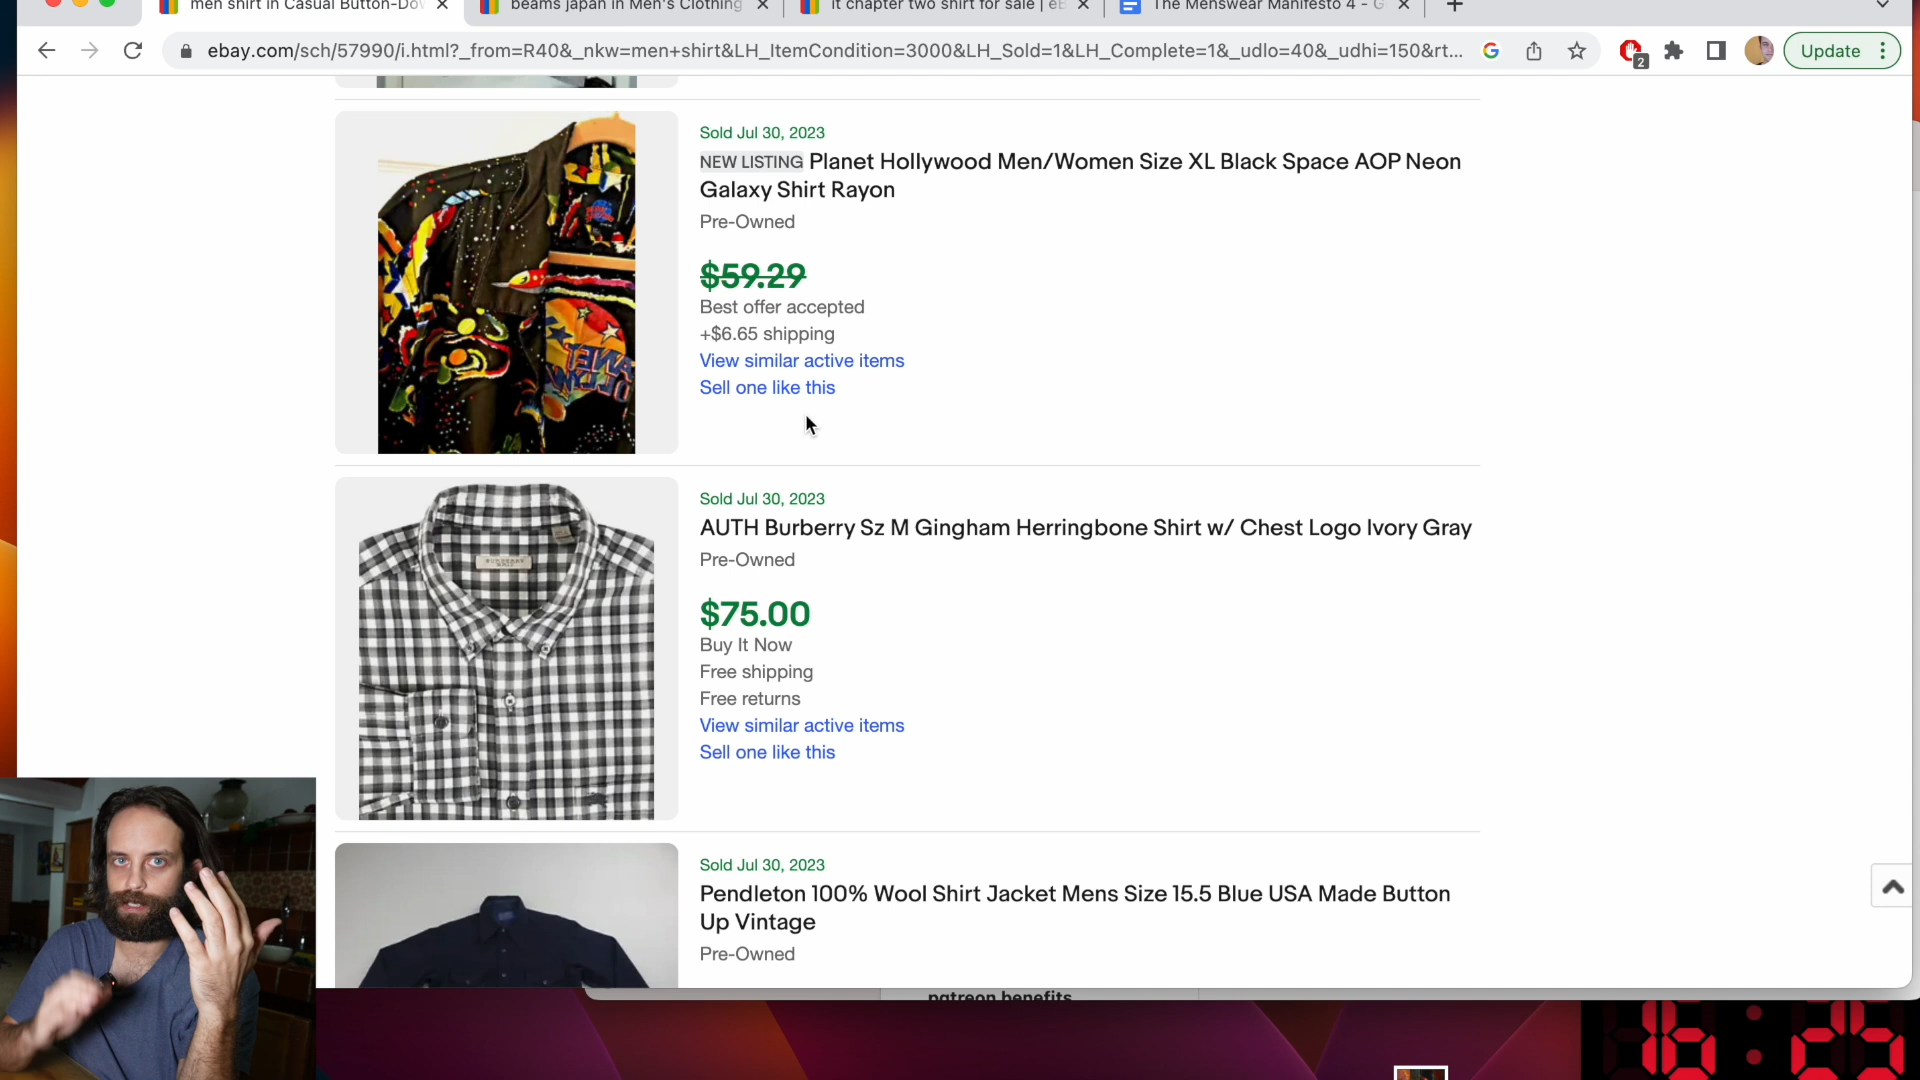 men shirt in Casual Button-Dow
beams japan in Men's Clothing
it chapter two shirt for sale | eB
The Menswear Manifesto 4 - G
ebay.com/sch/57990/i.html?_from=R40&_nkw=men+shirt&LH_ItemCondition=3000&LH_Sold=1&LH_Complete=1&_udlo=40&_udhi=150&rt...
2
Update
Sold Jul 30, 2023
NEW LISTING Planet Hollywood Men/Women Size XL Black Space AOP Neon
Galaxy Shirt Rayon
Pre-Owned
$59.29
Best offer accepted
+$6.65 shipping
View similar active items
Sell one like this
Sold Jul 30, 2023
AUTH Burberry Sz M Gingham Herringbone Shirt w/ Chest Logo Ivory Gray
Pre-Owned
$75.00
Buy It Now
Free shipping
Free returns
View similar active items
Sell one like this
Sold Jul 30, 2023
Pendleton 100% Wool Shirt Jacket Mens Size 15.5 Blue USA Made Button
Up Vintage
Pre-Owned
patreon benefits